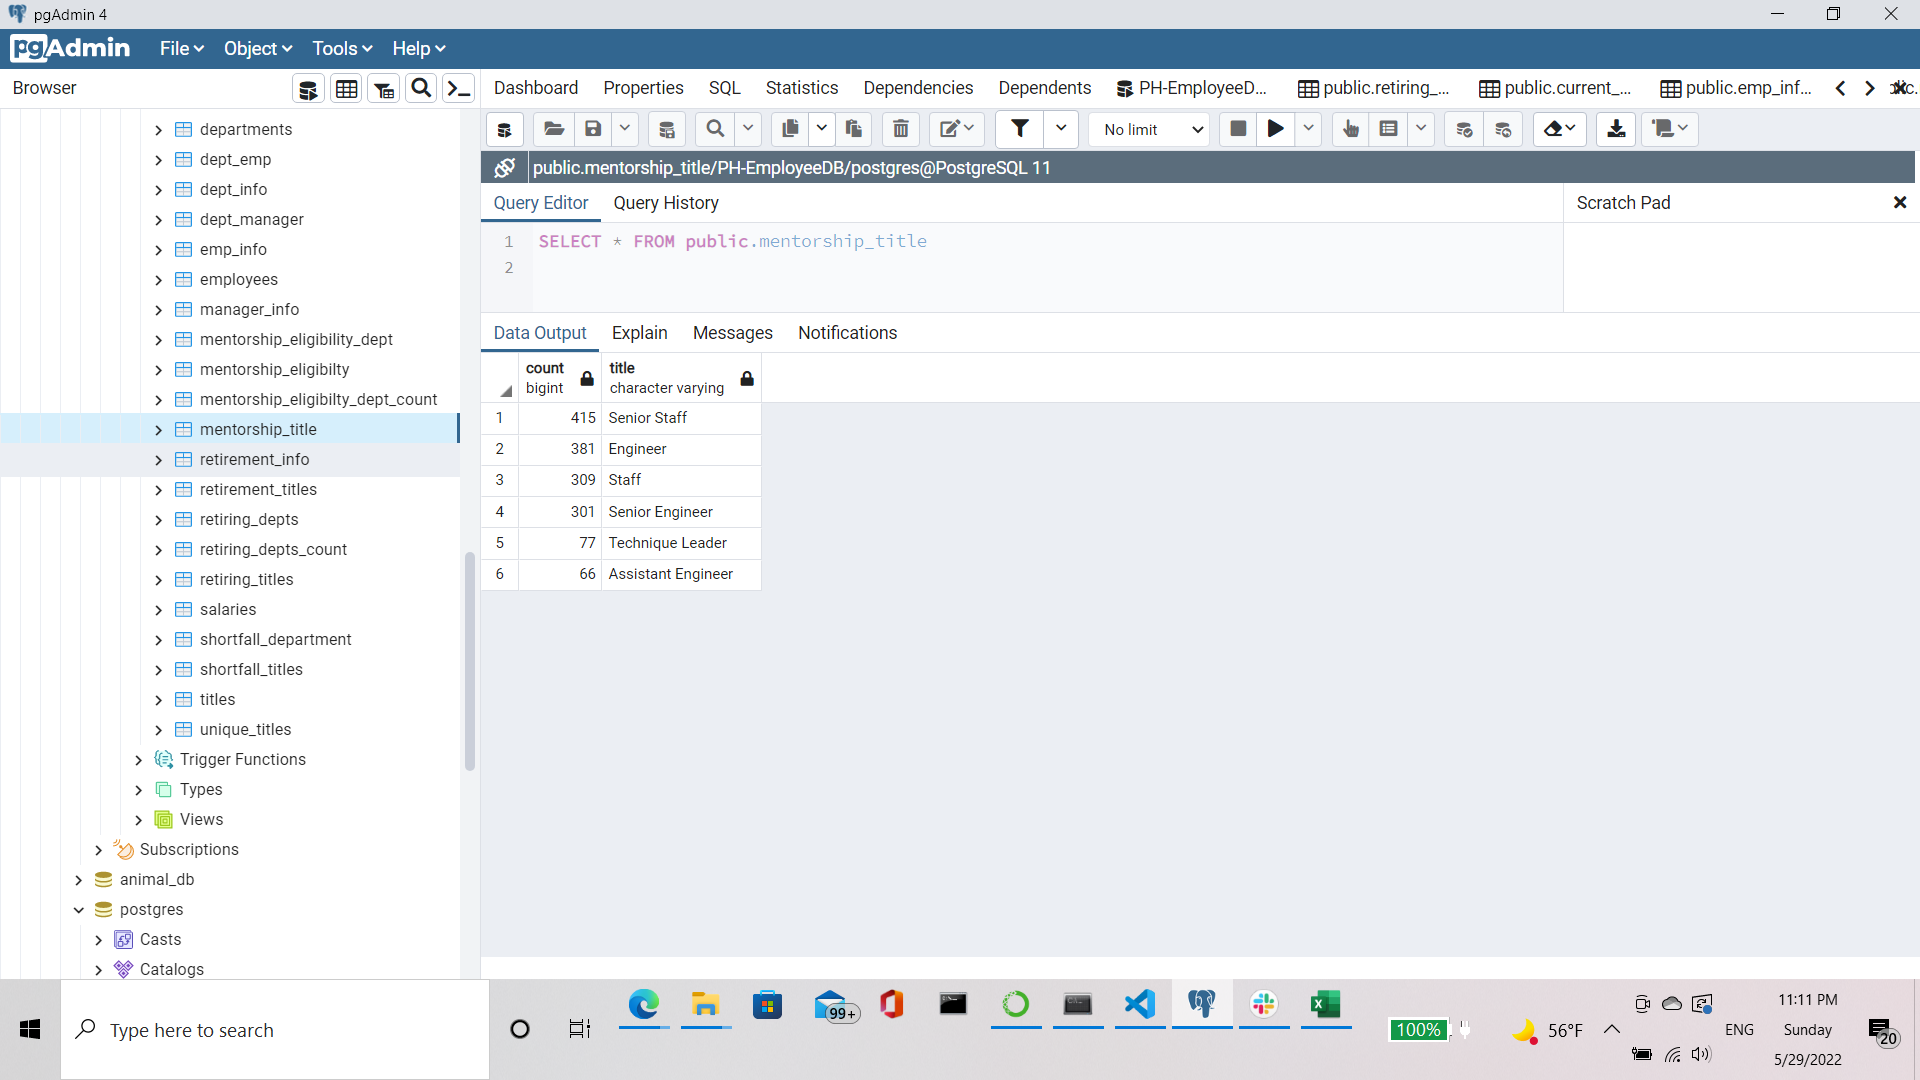 pgAdmin 4
pgAdmin File Object Tools Help
Browser
Dashboard Properties SQL Statistics Dependencies Dependents PH-EmployeeD... public.retiring_... public.current_... public.emp_inf...
No limit
public.mentorship_title/PH-EmployeeDB/postgres@PostgreSQL 11
Query Editor Query History
Scratch Pad
1 SELECT * FROM public.mentorship_title
2
Data Output Explain Messages Notifications
count title
bigint character varying
1 415 Senior Staff
2 381 Engineer
3 309 Staff
4 301 Senior Engineer
5 77 Technique Leader
6 66 Assistant Engineer
departments
dept_emp
dept_info
dept_manager
emp_info
employees
manager_info
mentorship_eligibility_dept
mentorship_eligibilty
mentorship_eligibilty_dept_count
mentorship_title
retirement_info
retirement_titles
retiring_depts
retiring_depts_count
retiring_titles
salaries
shortfall_department
shortfall_titles
titles
unique_titles
Trigger Functions
Types
Views
Subscriptions
animal_db
postgres
Casts
Catalogs
Type here to search
99+
100%
56°F
ENG
11:11 PM
Sunday
5/29/2022
20